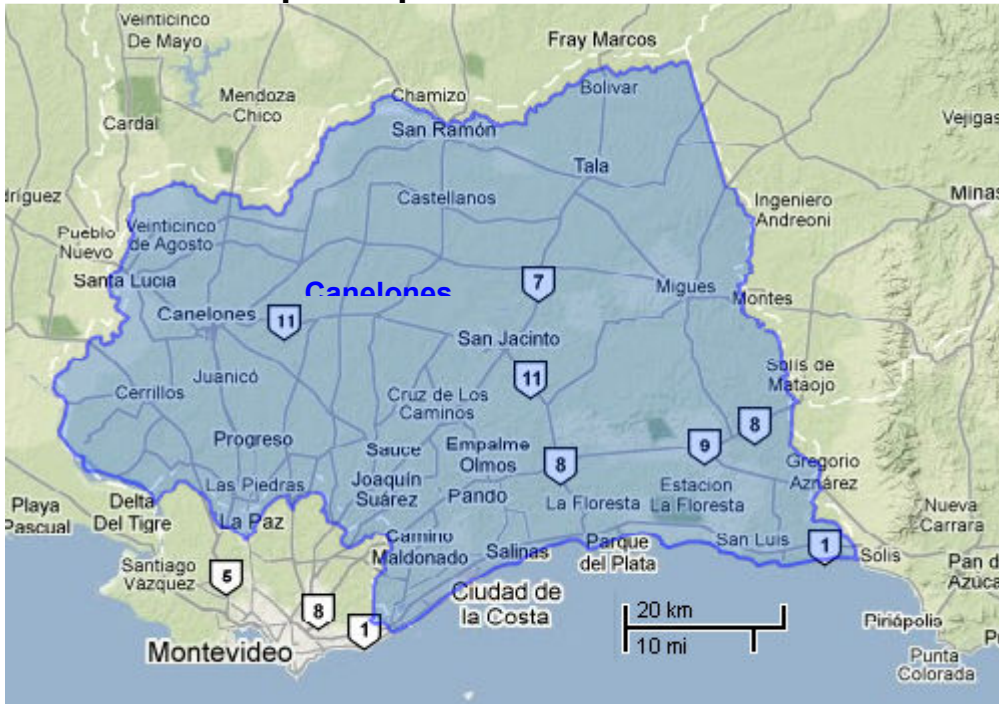 Veinticinco
De Mayo
Fray Marcos
Mendoza
Chico
Chamizo
Bolivar
Cardal
San Ramón
Vejigas
Tala
dríguez
Castellanos
Ingeniero
Andreoni
Minas
Pueblo
Nuevo
Veinticinco
de Agosto
Santa Lucia
Canelones
7
Migues
Montes
Canelones
11
San Jacinto
Juanicó
11
Solís de
Mataojo
Cerrillos
Cruz de Los
Caminos
8
Progreso
Sauce
Empalme
Olmos
8
9
Gregorio
Aznárez
Las Piedras
Joaquín
Suárez
Pando
La Floresta
Estacion
La Floresta
Playa
Pascual
Delta
Del Tigre
La Paz
Nueva
Carrara
Camino
Maldonado
Salinas
Parque
del Plata
San Luis
1
Solis
Pan d
Azúca
Santiago
Vázquez
5
8
1
Ciudad de
la Costa
20 km
10 mi
Piriápolis
P
Montevideo
Punta
Colorada